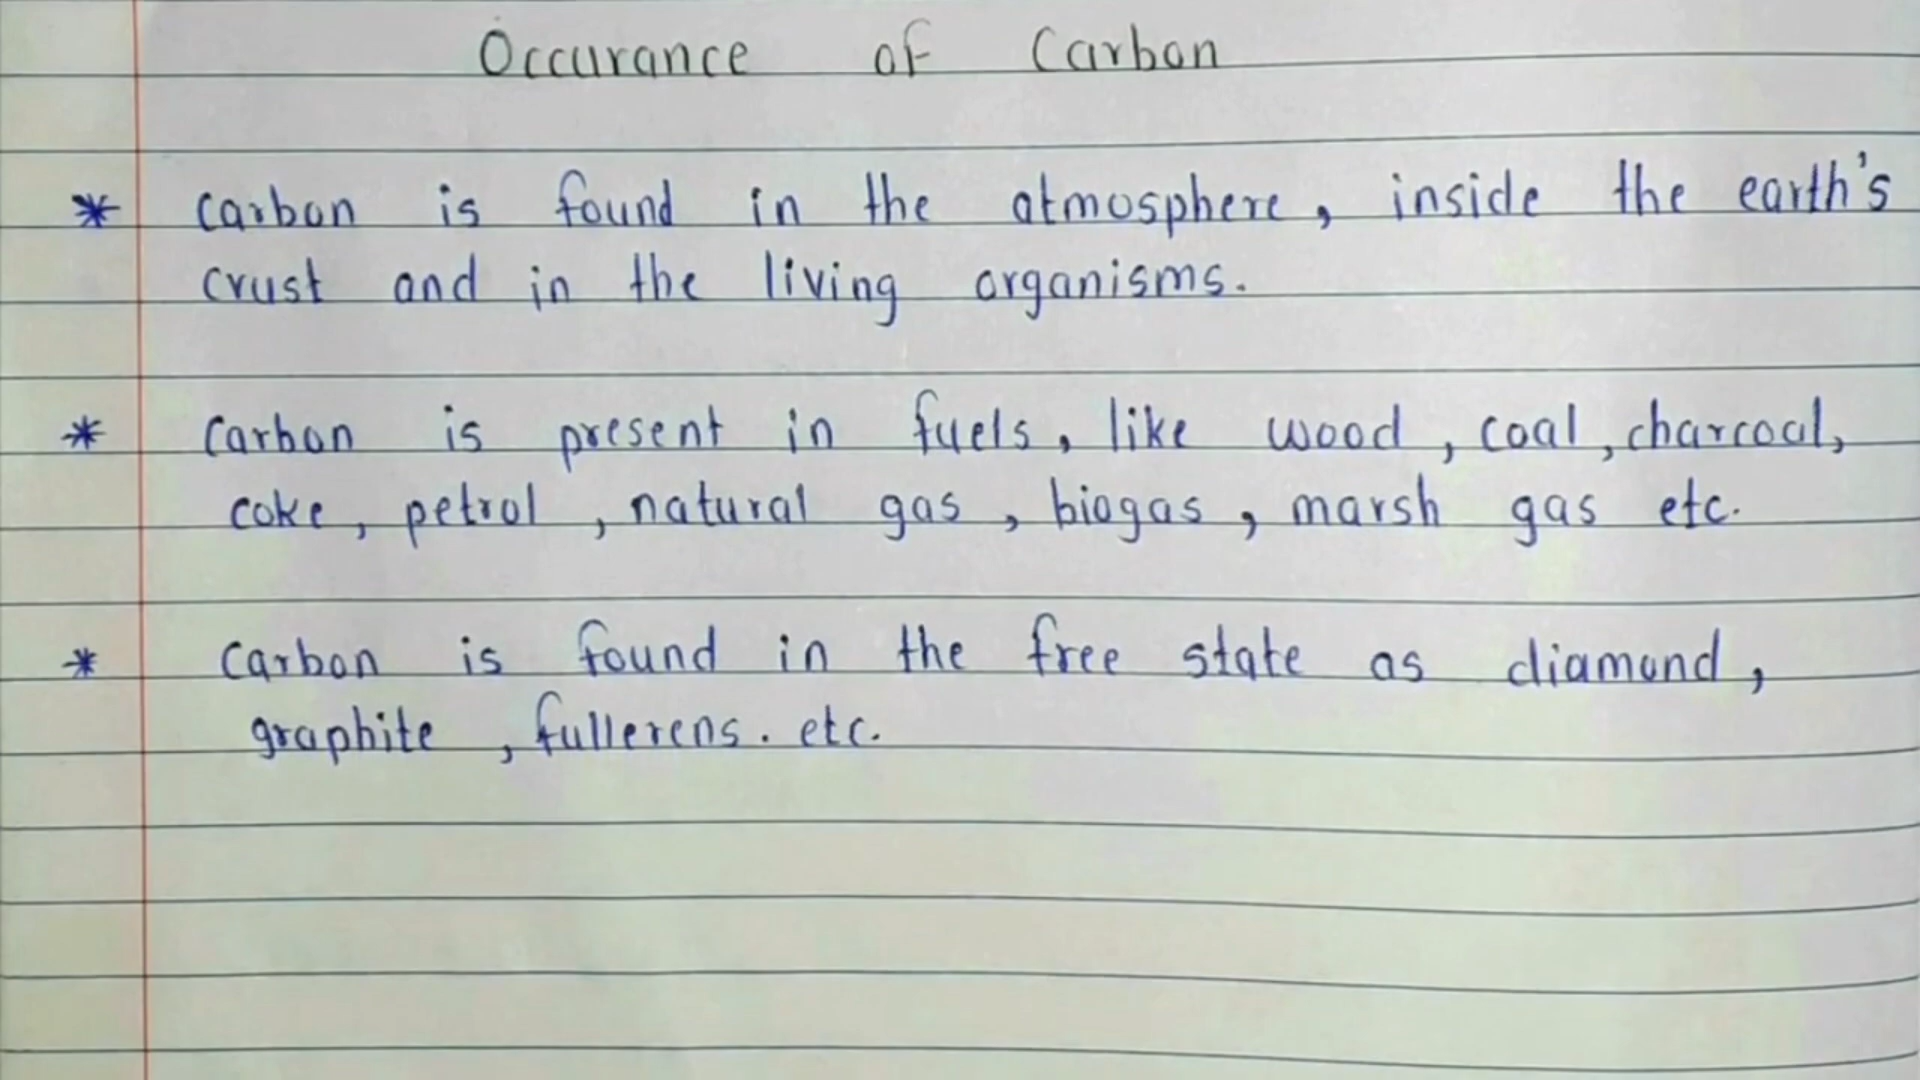 Occurance of Carbon
* Carbon is found in the atmosphere, inside the earth's
crust and in the living organisms.
* Carbon is present in fuels, like wood, coal, charcoal,
coke, petrol, natural gas, biogas, marsh gas etc.
* Carbon is found in the free state as diamond,
graphite, fullerens. etc.